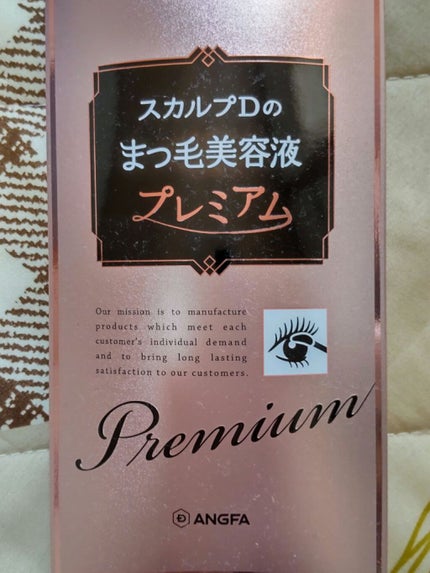 スカルプDの
まつ毛美容液
プレミアム
Our mission is to manufacture
products which meet each
customer's individual demand
and to bring long lasting
satisfaction to our customers.
Premium
ANGFA